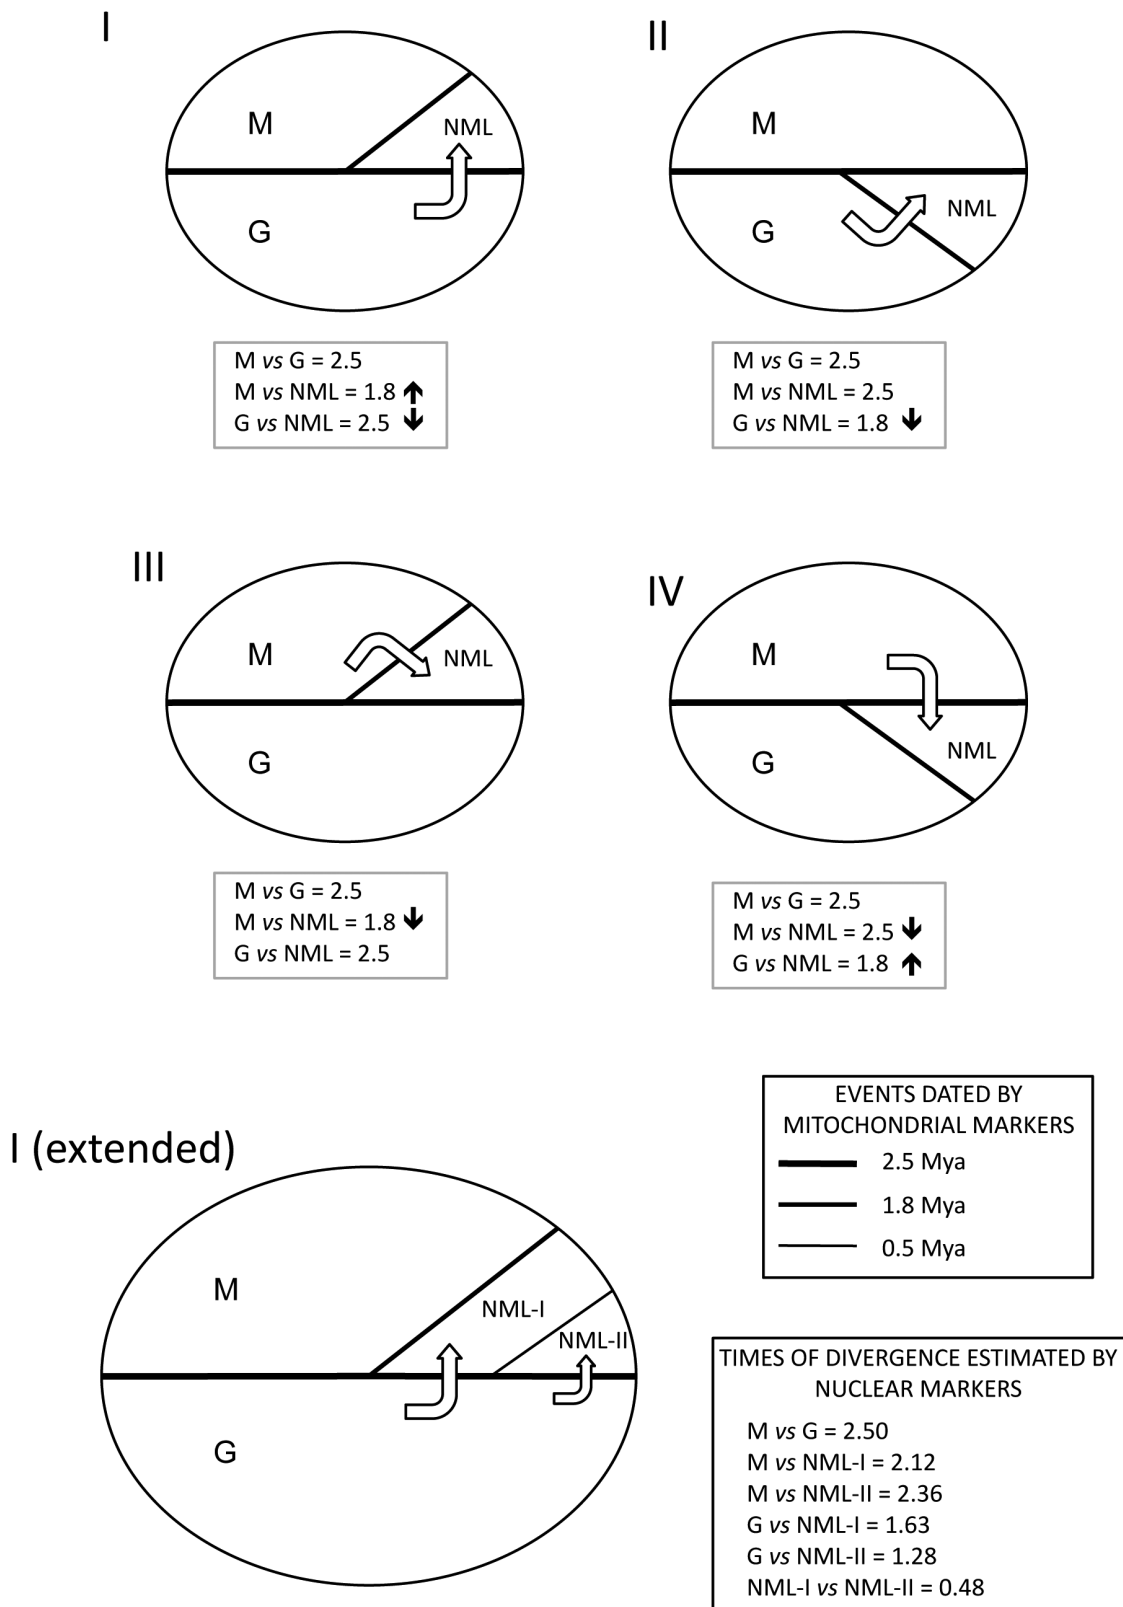 I
M
NML
G
M vs G = 2.5
M vs NML = 1.8 ↑
G vs NML = 2.5 ↓
II
M
NML
G
M vs G = 2.5
M vs NML = 2.5
G vs NML = 1.8 ↓
III
M
NML
G
M vs G = 2.5
M vs NML = 1.8 ↓
G vs NML = 2.5
IV
M
NML
G
M vs G = 2.5
M vs NML = 2.5 ↓
G vs NML = 1.8 ↑
I (extended)
M
NML-I
NML-II
G
EVENTS DATED BY
MITOCHONDRIAL MARKERS
2.5 Mya
1.8 Mya
0.5 Mya
TIMES OF DIVERGENCE ESTIMATED BY
NUCLEAR MARKERS
M vs G = 2.50
M vs NML-I = 2.12
M vs NML-II = 2.36
G vs NML-I = 1.63
G vs NML-II = 1.28
NML-I vs NML-II = 0.48